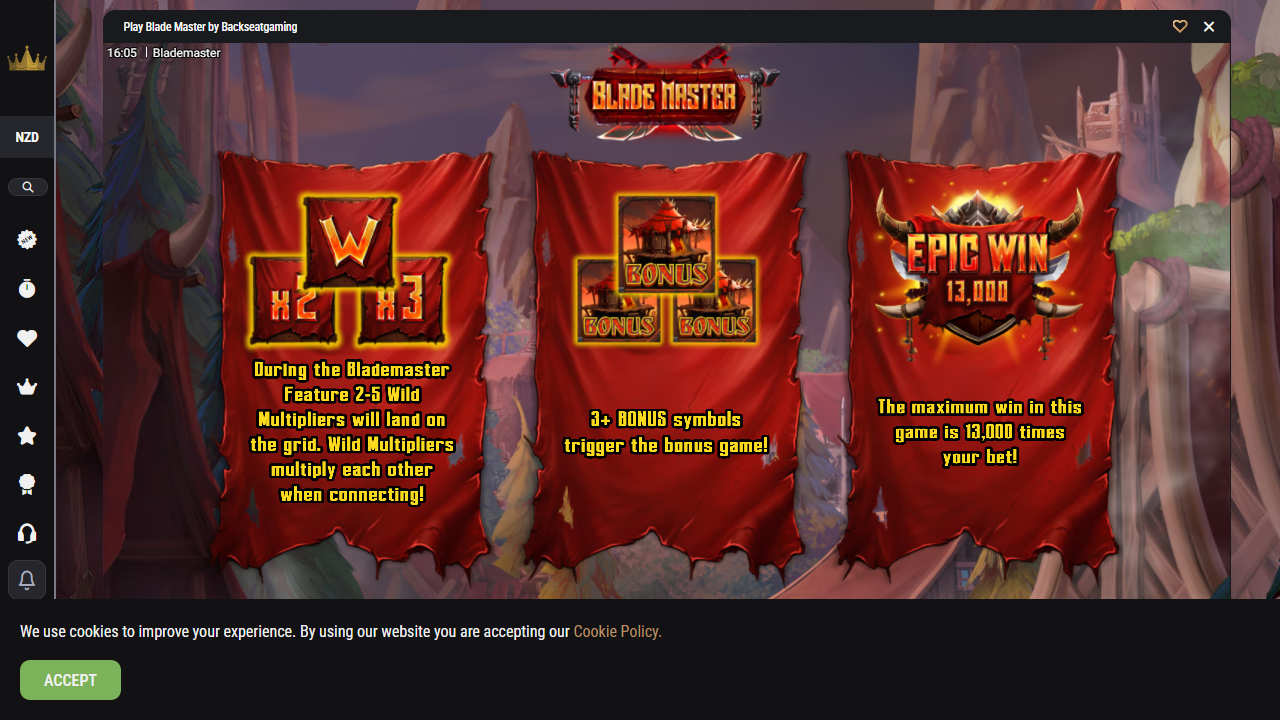 Play Blade Master by Backseatgaming
16:05 | Blademaster
BLADE MASTER
NZD
NEW
W
x2 x3
During the Blademaster
Feature 2-5 Wild
Multipliers will land on
the grid. Wild Multipliers
multiply each other
when connecting!
BONUS
BONUS BONUS
3+ BONUS symbols
trigger the bonus game!
EPIC WIN
13,000
The maximum win in this
game is 13,000 times
your bet!
We use cookies to improve your experience. By using our website you are accepting our Cookie Policy.
ACCEPT